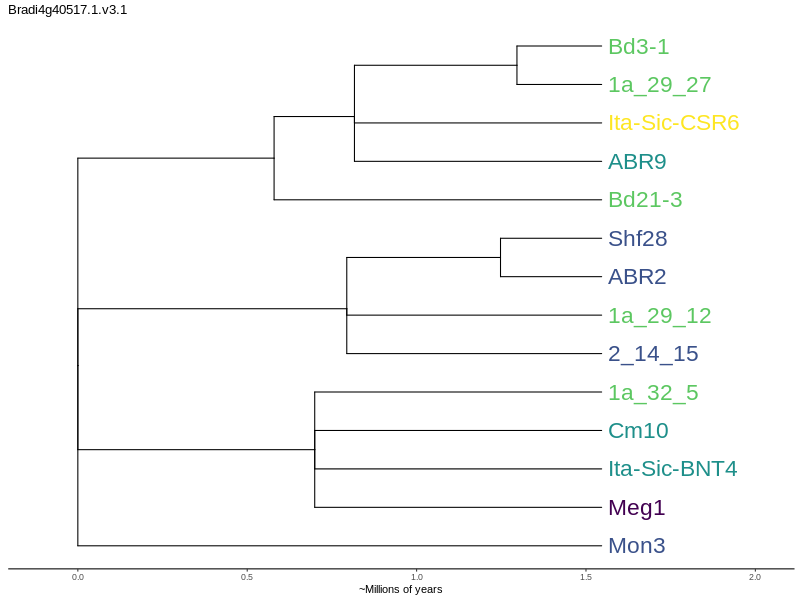 Bradi4g40517.1.v3.1
Bd3-1
1a_29_27
Ita-Sic-CSR6
ABR9
Bd21-3
Shf28
ABR2
1a_29_12
2_14_15
1a_32_5
Cm10
Ita-Sic-BNT4
Meg1
Mon3
0.0 0.5 1.0 1.5 2.0
~Millions of years